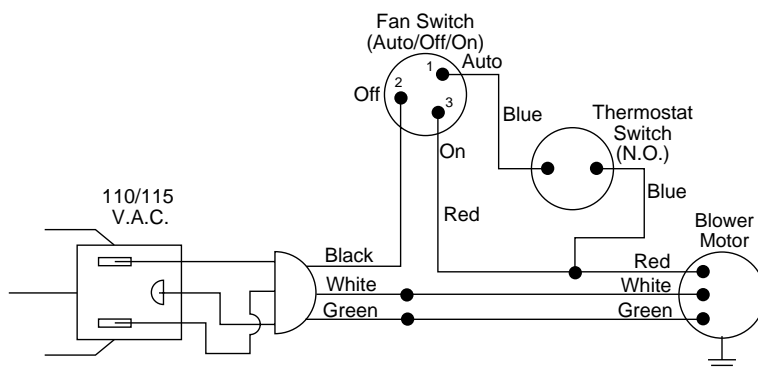 Fan Switch
(Auto/Off/On)
1
Auto
2
Off
3
On
Blue
Thermostat
Switch
(N.O.)
Blue
110/115
V.A.C.
Red
Blower
Motor
Black
Red
White
White
Green
Green